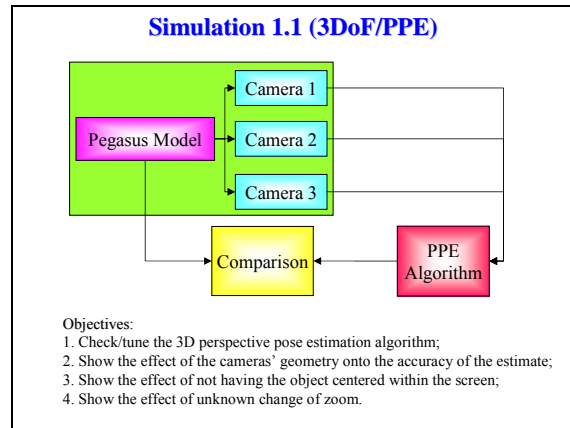 Simulation 1.1 (3DoF/PPE)
Camera 1
Pegasus Model
Camera 2
Camera 3
Comparison
PPE
Algorithm
Objectives:
1. Check/tune the 3D perspective pose estimation algorithm;
2. Show the effect of the cameras' geometry onto the accuracy of the estimate;
3. Show the effect of not having the object centered within the screen;
4. Show the effect of unknown change of zoom.